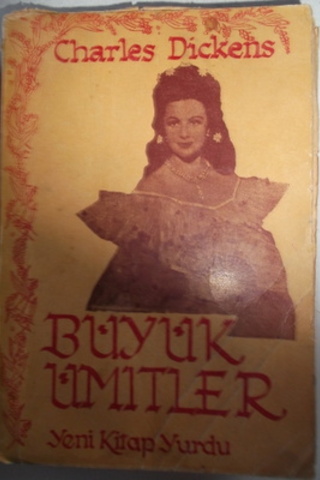 Charles Dickens
BÜYÜK
ÜMİTLER
Yeni Kitap Yurdu